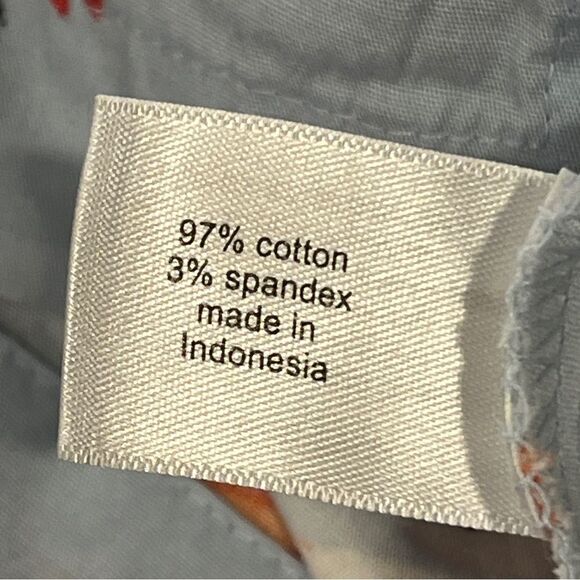 97% cotton
3% spandex
made in
Indonesia